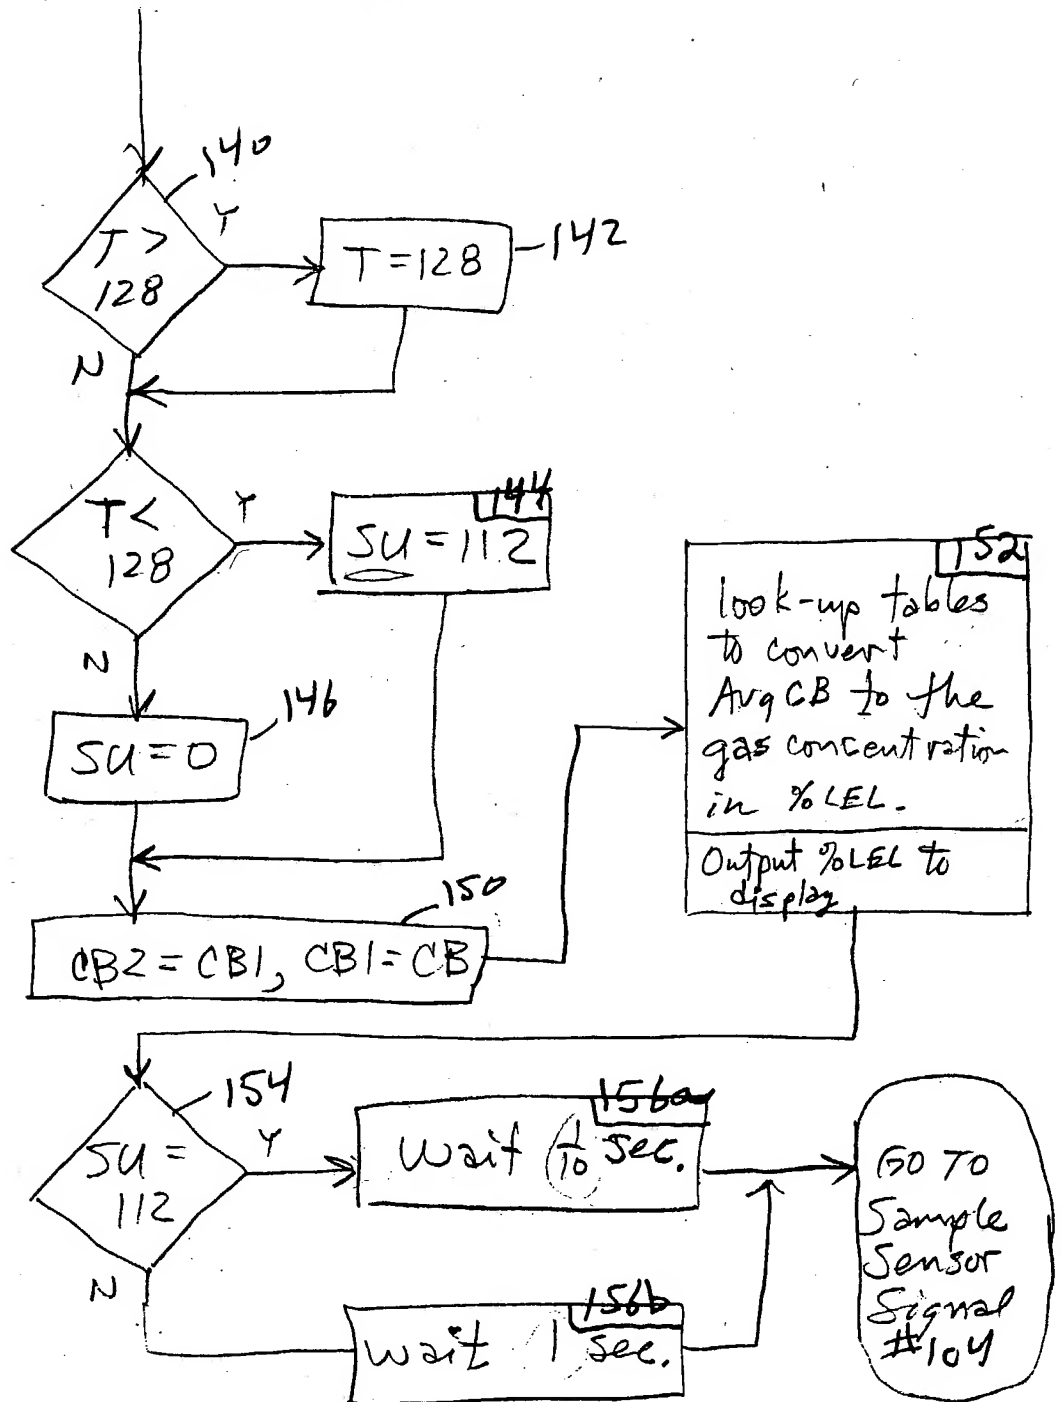 140
T >
128
Y
T = 128
142
N
T <
128
Y
144
SU = 112
N
146
SU = 0
150
CB2 = CB1, CB1 = CB
152
look-up tables
to convert
Avg CB to the
gas concentration
in % LEL.
Output % LEL to
display
154
SU =
112
Y
156a
Wait 1/10 sec.
N
156b
Wait 1 sec.
GO TO
Sample
Sensor
Signal
#104